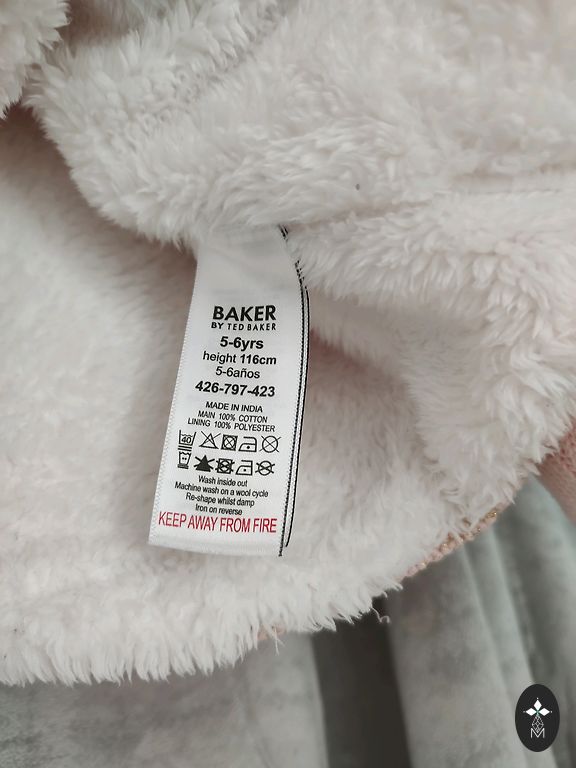 BAKER
BY TED BAKER
5-6yrs
height 116cm
5-6años
426-797-423
MADE IN INDIA
MAIN 100% COTTON
LINING 100% POLYESTER
40
Wash inside out
Machine wash on a wool cycle
Re-shape whilst damp
Iron on reverse
KEEP AWAY FROM FIRE
M